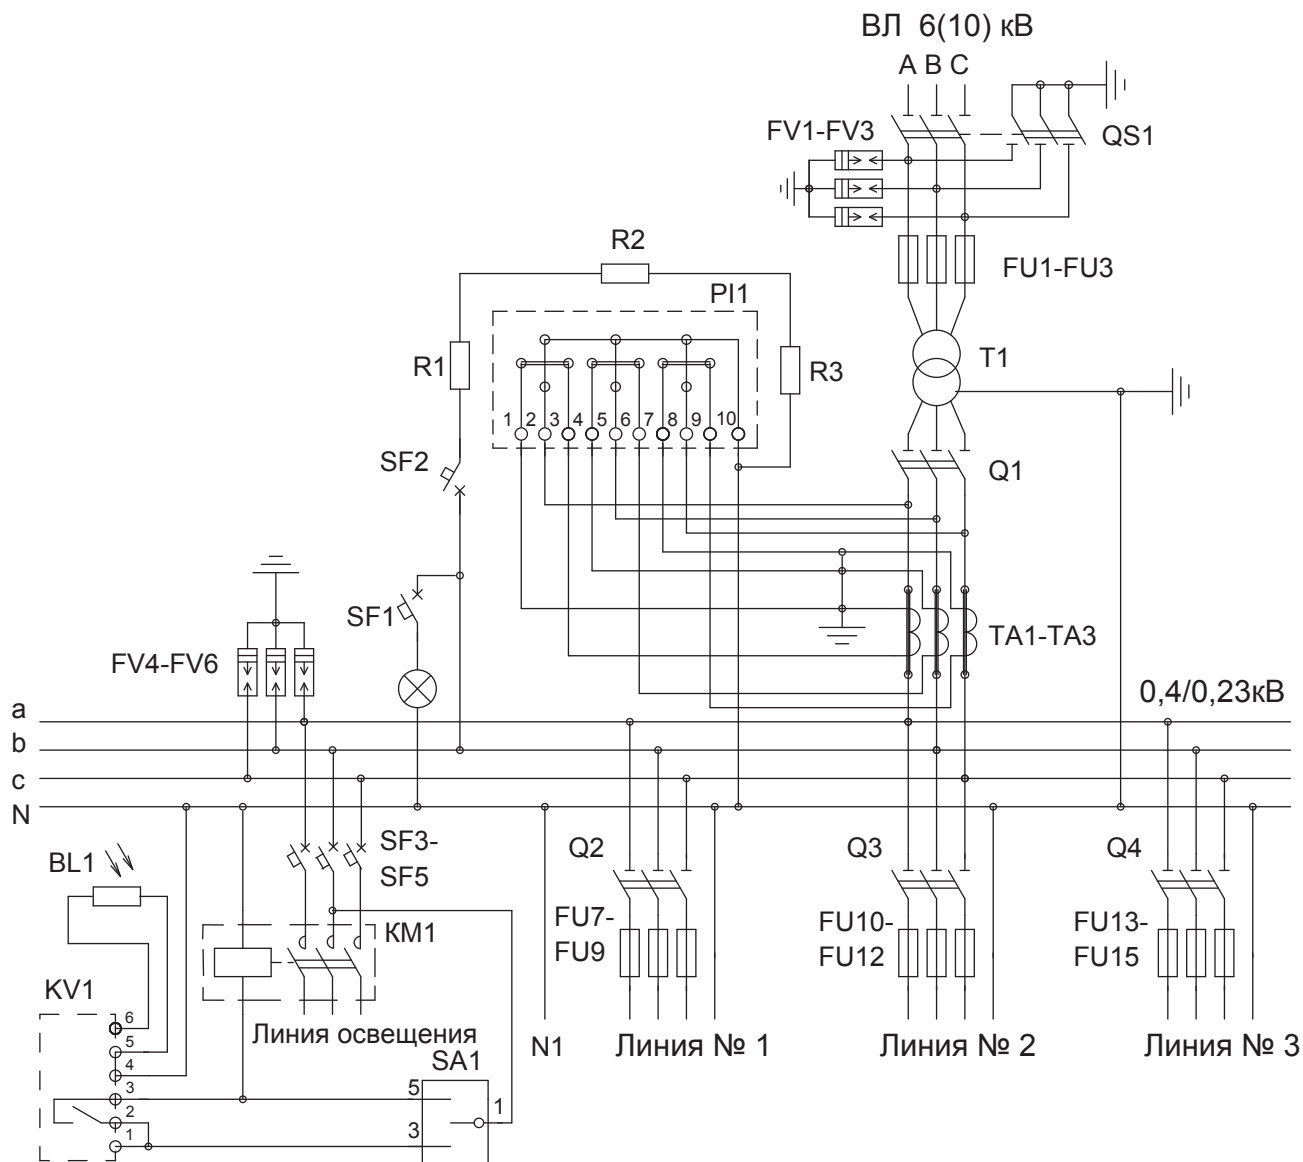 ВЛ 6(10) кВ
A B C
FV1-FV3
QS1
R2
FU1-FU3
PI1
R1
R3
T1
1 2 3 4 5 6 7 8 9 10
SF2
Q1
SF1
TA1-TA3
FV4-FV6
0,4/0,23кВ
a
b
c
N
SF3-
SF5
BL1
Q2
Q3
Q4
KM1
FU7-
FU9
FU10-
FU12
FU13-
FU15
KV1
6
5
4
3
2
1
Линия освещения
N1
Линия № 1
Линия № 2
Линия № 3
SA1
5
1
3